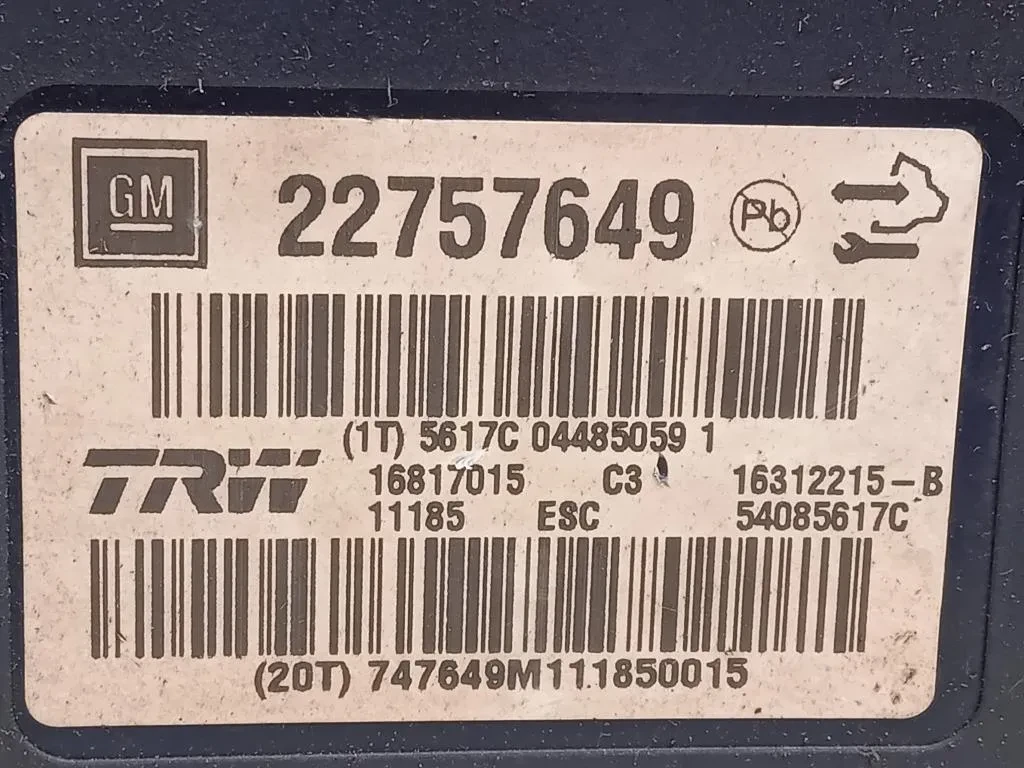 GM 22757649 Pb
(1T) 5617C 04485059 1
TRW 16817015 C3 16312215-B
11185 ESC 54085617C
(20T) 747649M111850015